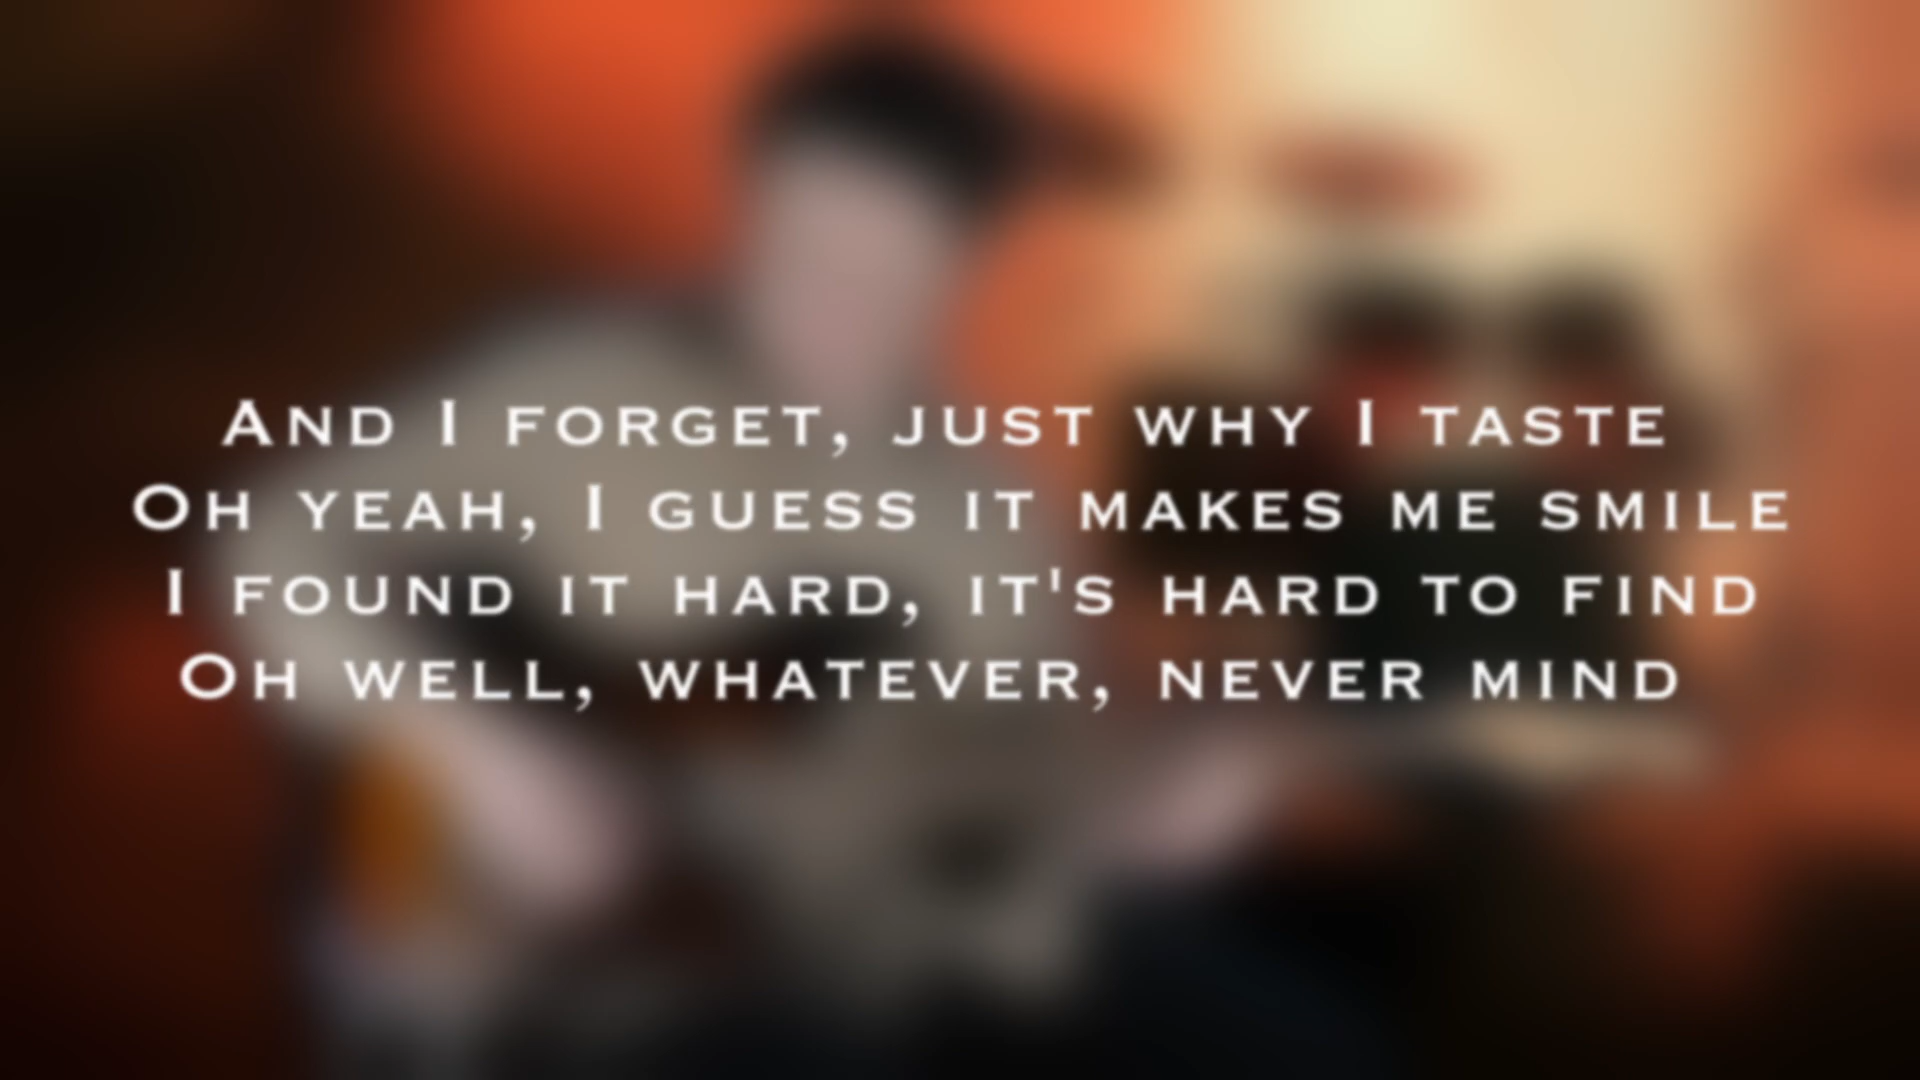 And I forget, just why I taste
Oh yeah, I guess it makes me smile
I found it hard, it's hard to find
Oh well, whatever, never mind